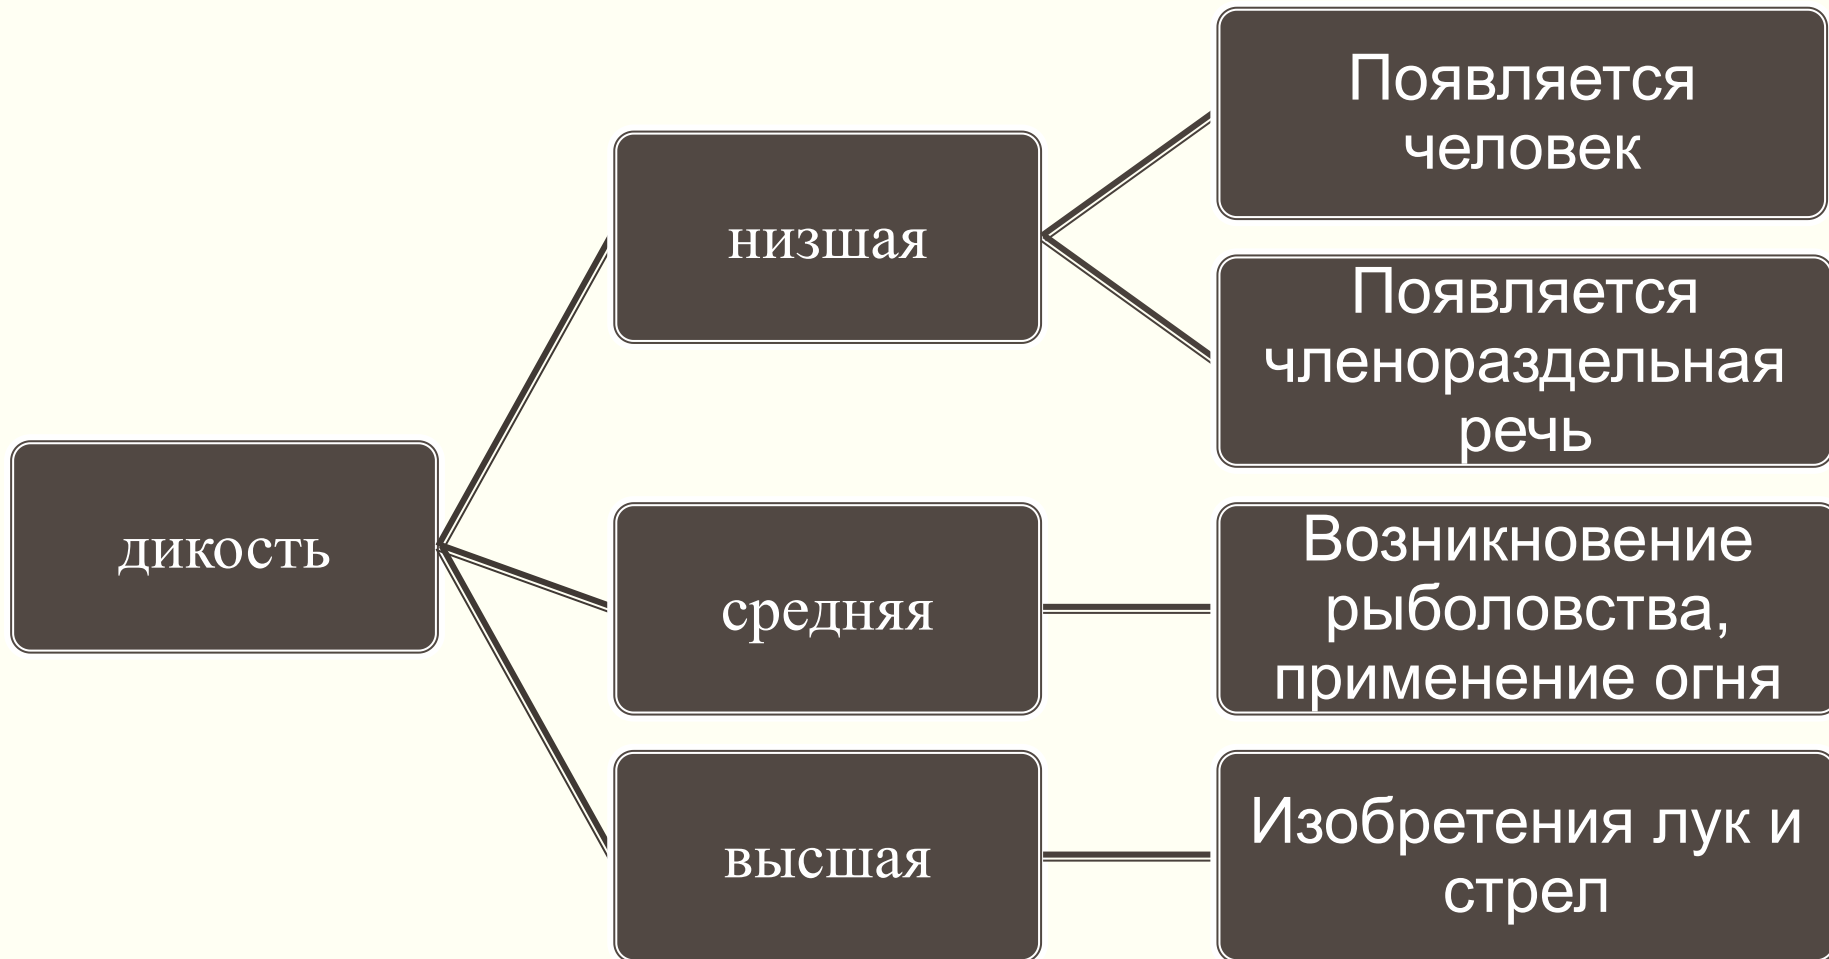 дикость
низшая
Появляется
человек
Появляется
членораздельная
речь
средняя
Возникновение
рыболовства,
применение огня
высшая
Изобретения лук и
стрел